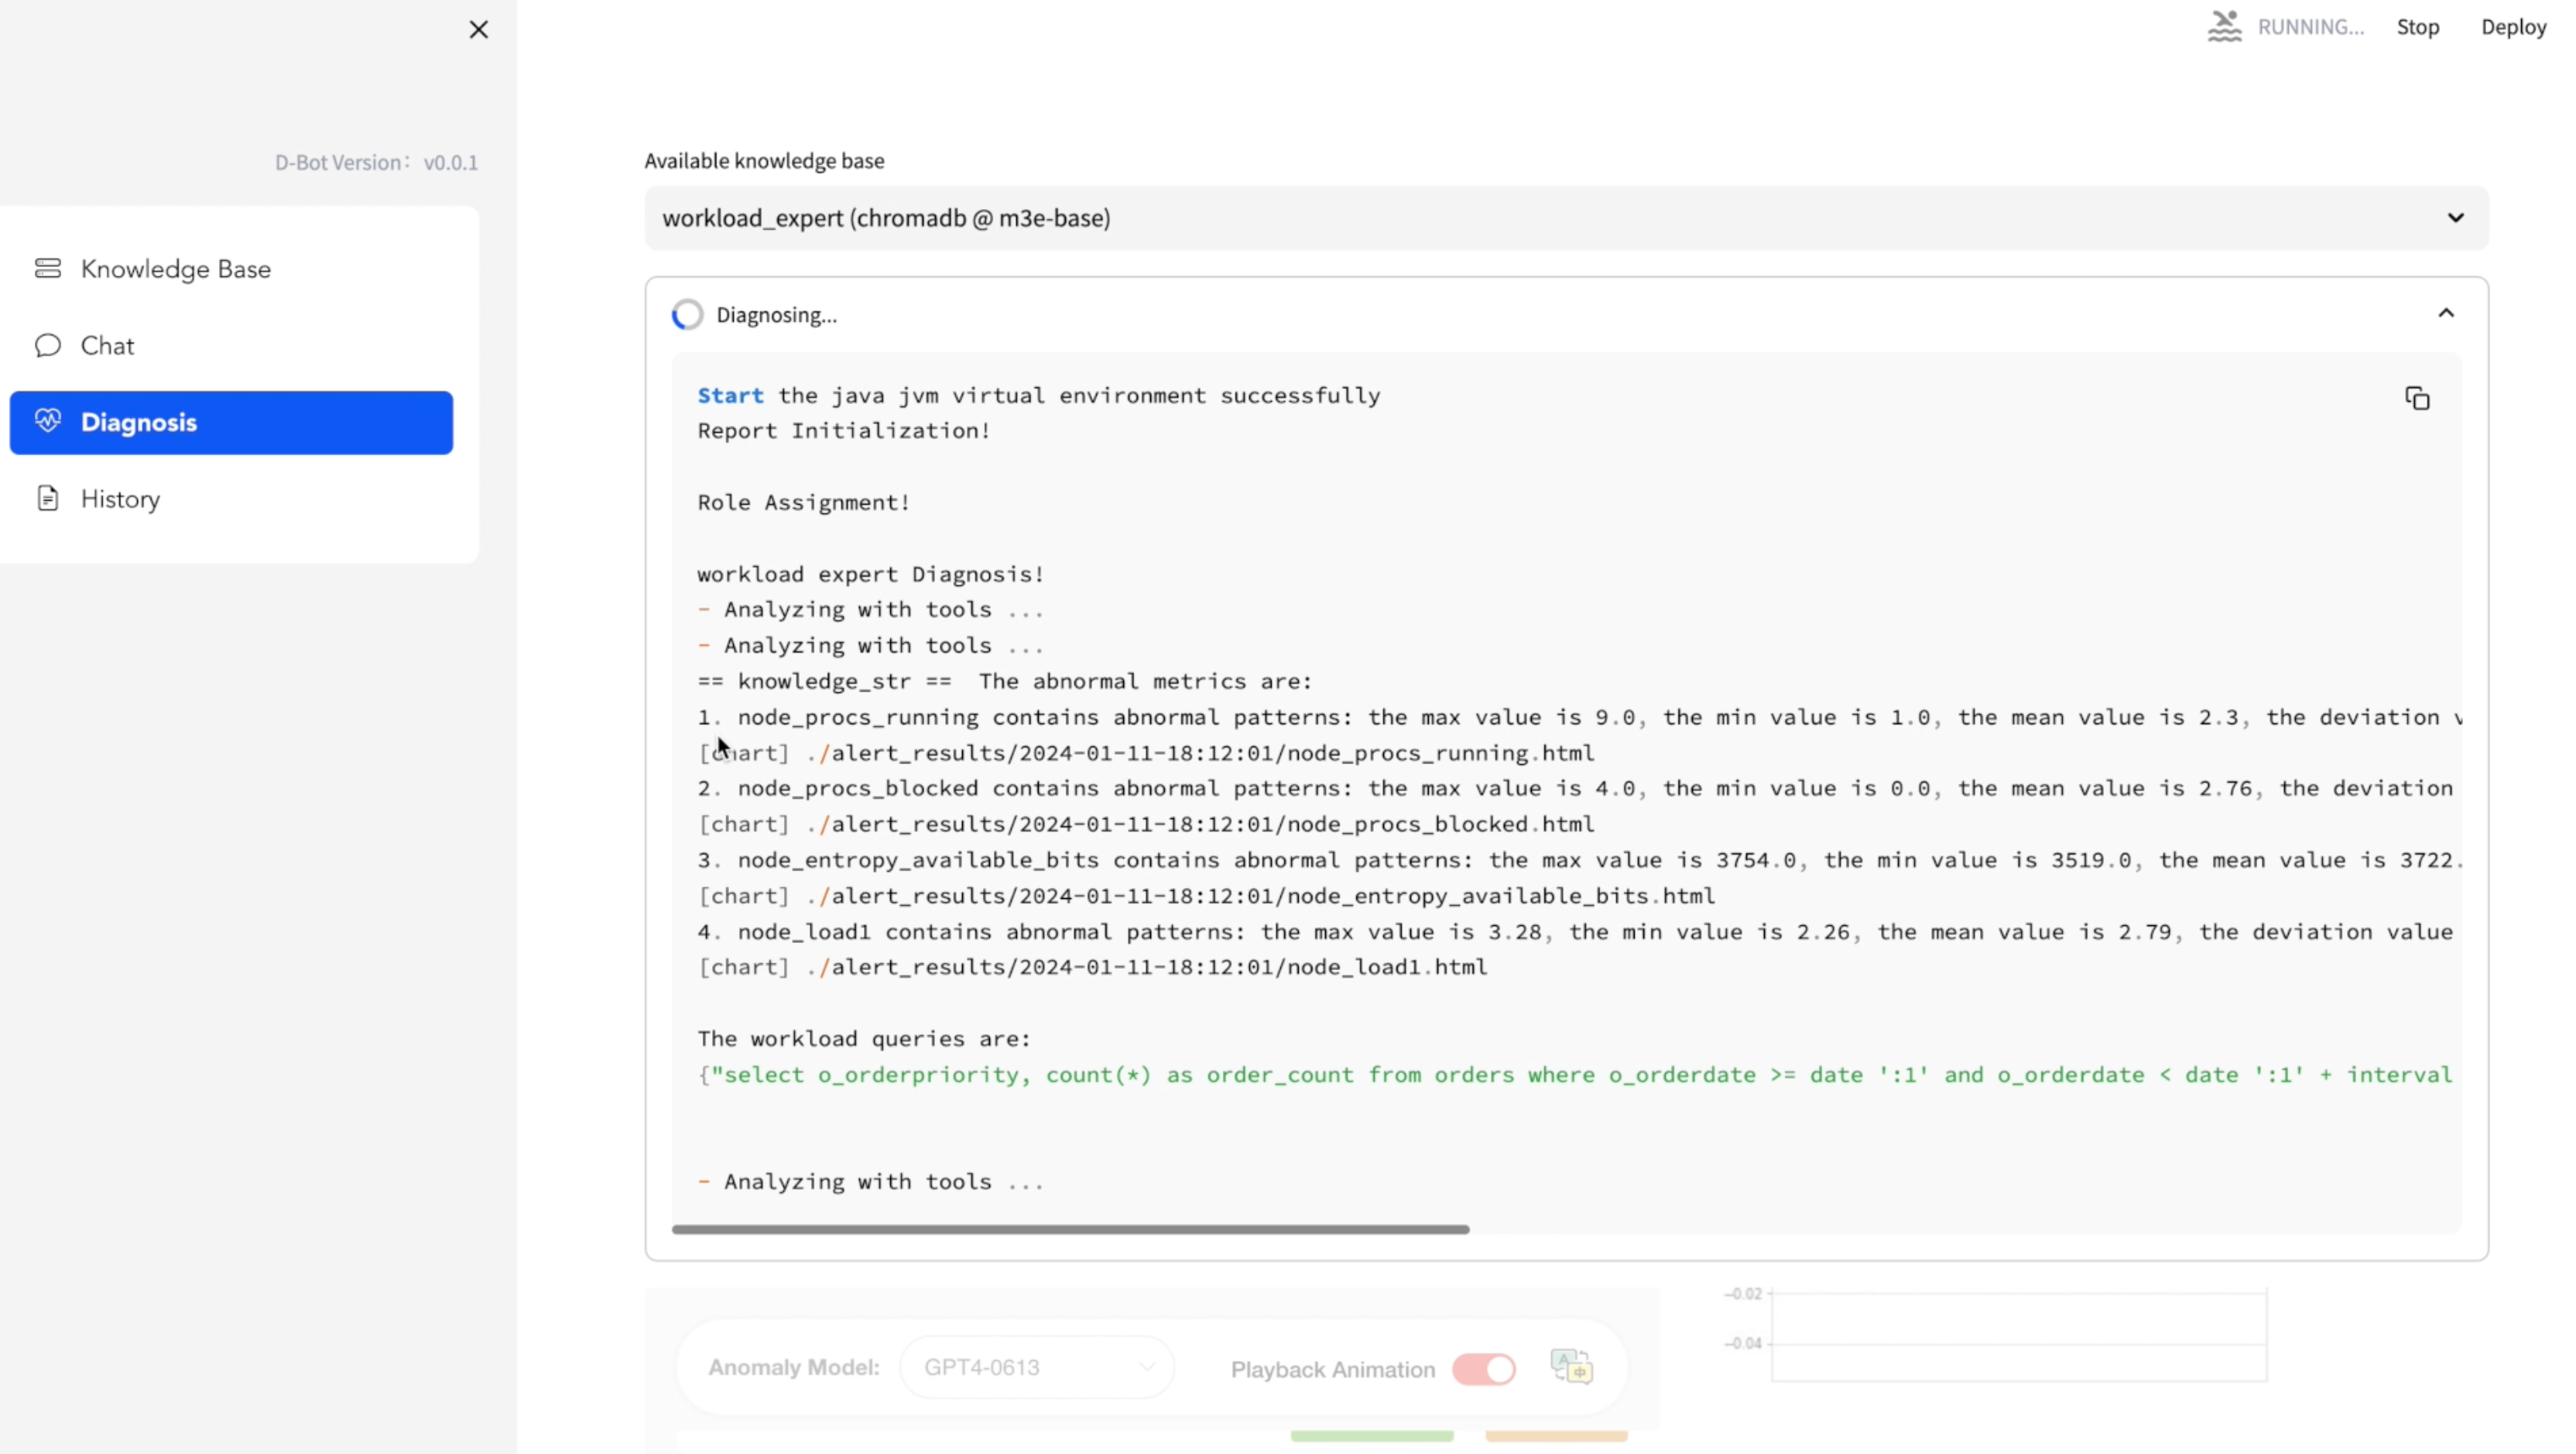 RUNNING...
Stop
Deploy
D-Bot Version： v0.0.1
Knowledge Base
Chat
Diagnosis
History
Available knowledge base
workload_expert (chromadb @ m3e-base)
Diagnosing...
Start the java jvm virtual environment successfully
Report Initialization!
Role Assignment!
workload expert Diagnosis!
- Analyzing with tools ...
- Analyzing with tools ...
== knowledge_str ==  The abnormal metrics are:
1. node_procs_running contains abnormal patterns: the max value is 9.0, the min value is 1.0, the mean value is 2.3, the deviation v
[chart] ./alert_results/2024-01-11-18:12:01/node_procs_running.html
2. node_procs_blocked contains abnormal patterns: the max value is 4.0, the min value is 0.0, the mean value is 2.76, the deviation
[chart] ./alert_results/2024-01-11-18:12:01/node_procs_blocked.html
3. node_entropy_available_bits contains abnormal patterns: the max value is 3754.0, the min value is 3519.0, the mean value is 3722.
[chart] ./alert_results/2024-01-11-18:12:01/node_entropy_available_bits.html
4. node_load1 contains abnormal patterns: the max value is 3.28, the min value is 2.26, the mean value is 2.79, the deviation value
[chart] ./alert_results/2024-01-11-18:12:01/node_load1.html
The workload queries are:
{"select o_orderpriority, count(*) as order_count from orders where o_orderdate >= date ':1' and o_orderdate < date ':1' + interval
- Analyzing with tools ...
−0.02
−0.04
Anomaly Model:
GPT4-0613
Playback Animation
A
中